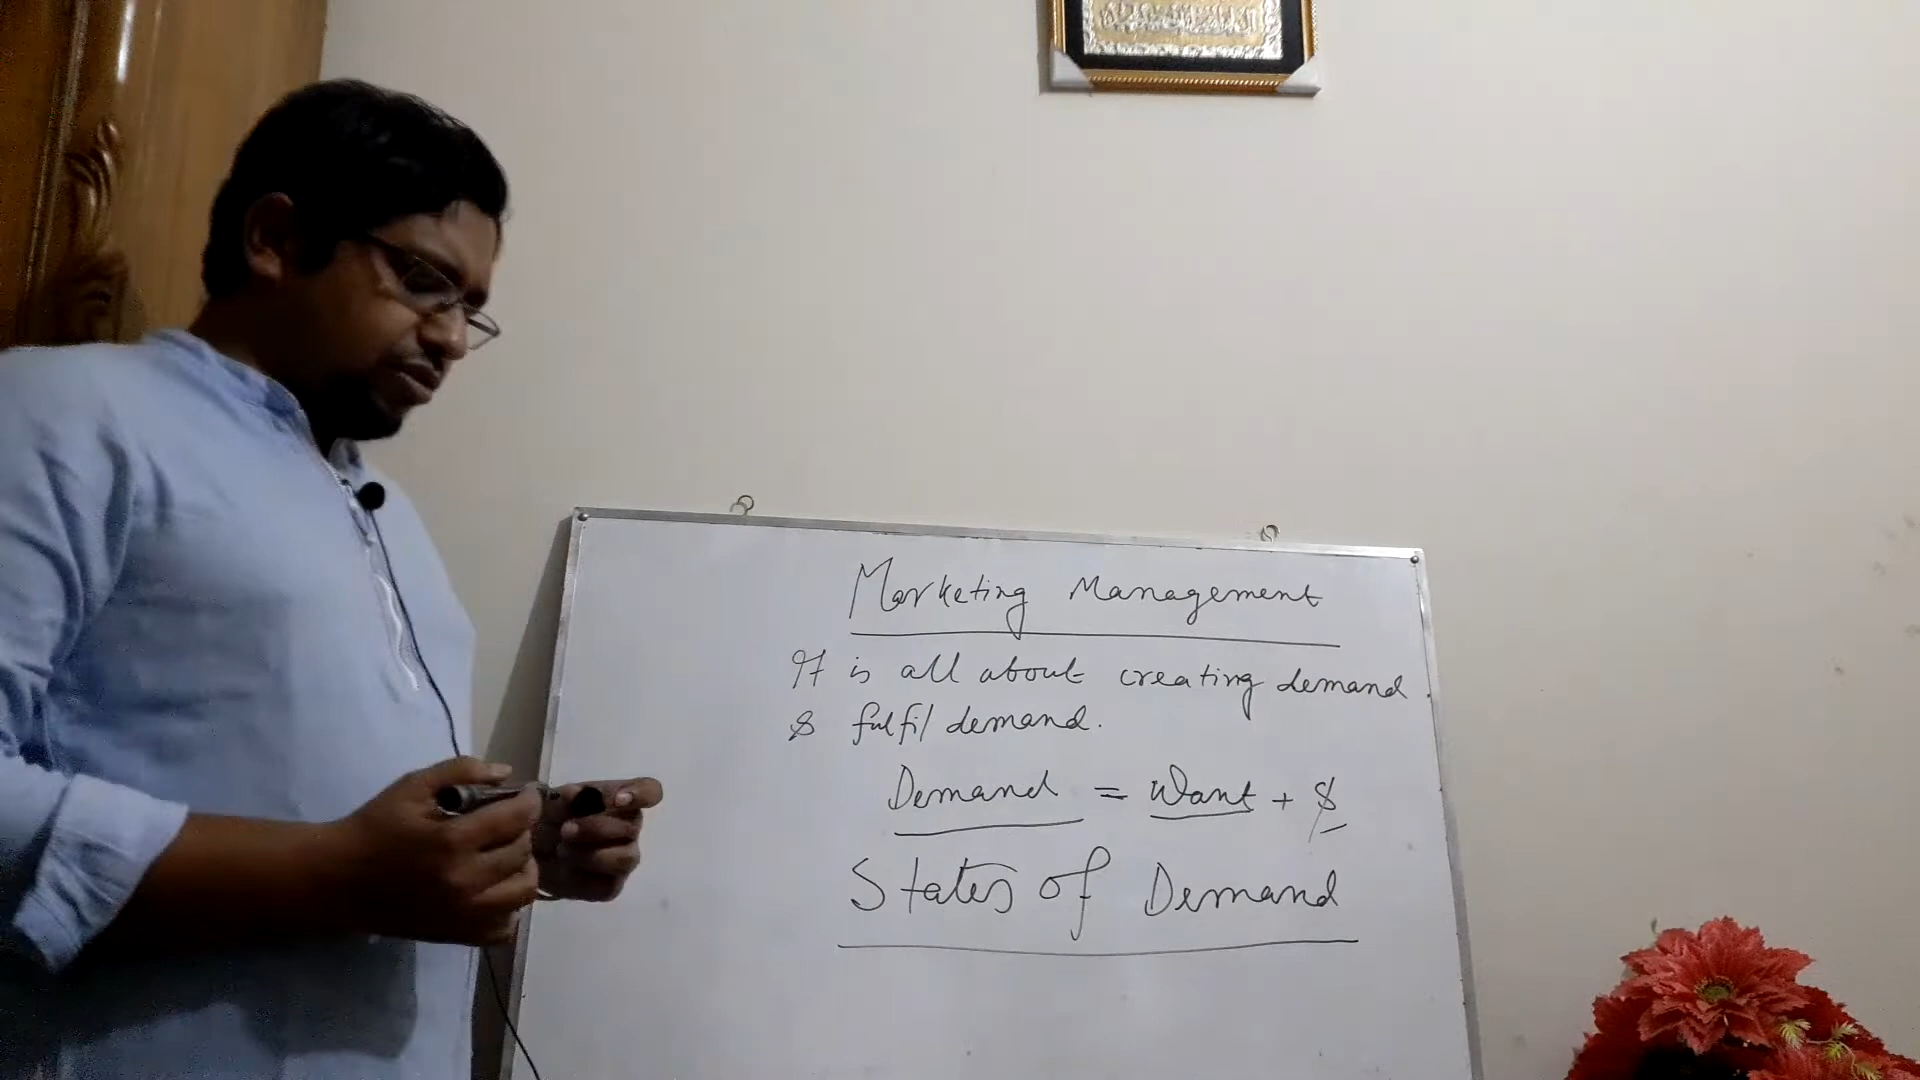 Marketing Management
It is all about creating demand
& fulfil demand.
Demand = Want + $
States of Demand